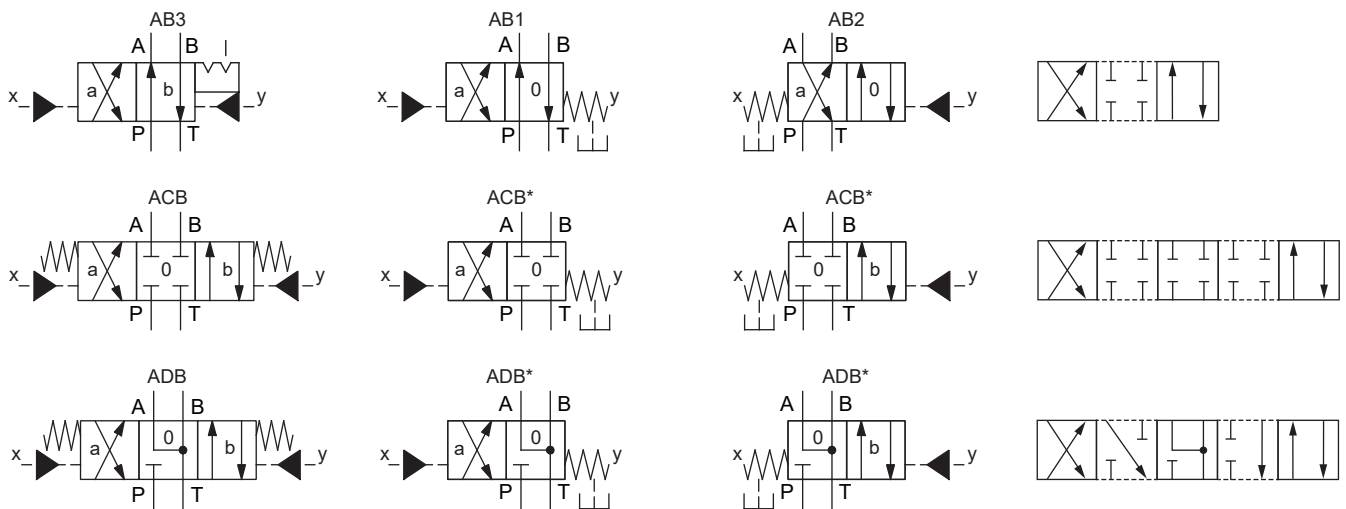 AB3 AB1 AB2
A B A B A B
x a b y a 0 y x a 0 y
x
P T P T P T
ACB ACB* ACB*
A B A B A B
x a 0 b y x a 0 y x 0 b y
P T P T P T
ADB ADB* ADB*
A B A B A B
x a 0 b y x a 0 y x 0 b y
P T P T P T